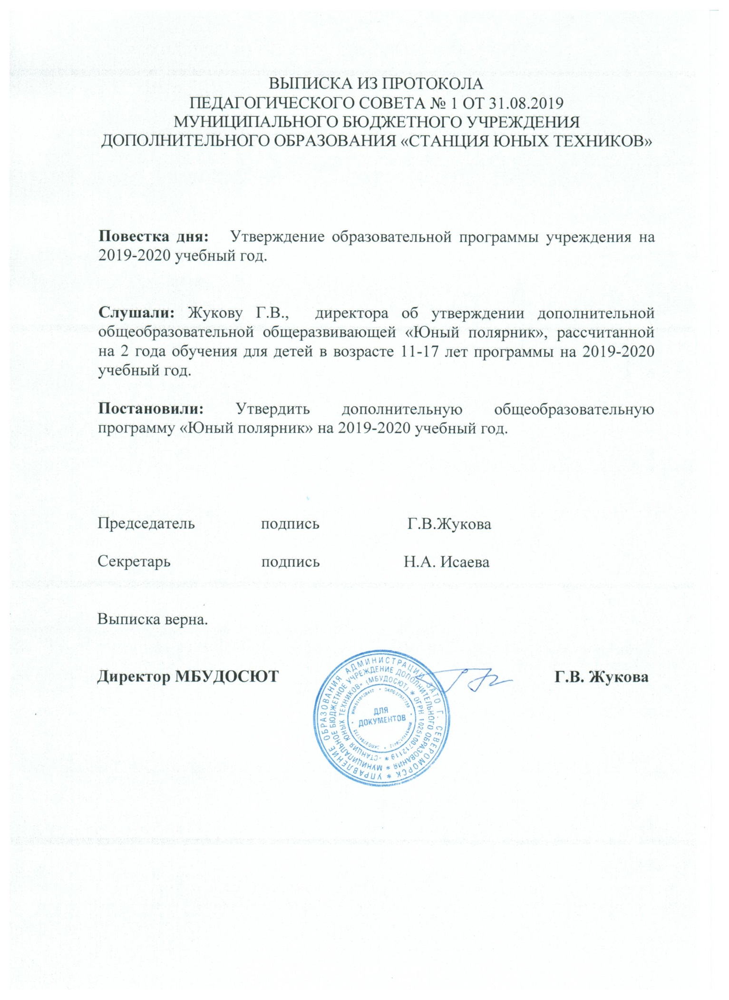 ВЫПИСКА ИЗ ПРОТОКОЛА
ПЕДАГОГИЧЕСКОГО СОВЕТА № 1 ОТ 31.08.2019
МУНИЦИПАЛЬНОГО БЮДЖЕТНОГО УЧРЕЖДЕНИЯ
ДОПОЛНИТЕЛЬНОГО ОБРАЗОВАНИЯ «СТАНЦИЯ ЮНЫХ ТЕХНИКОВ»
Повестка дня: Утверждение образовательной программы учреждения на
2019-2020 учебный год.
Слушали: Жукову Г.В., директора об утверждении дополнительной
общеобразовательной общеразвивающей «Юный полярник», рассчитанной
на 2 года обучения для детей в возрасте 11-17 лет программы на 2019-2020
учебный год.
Постановили: Утвердить дополнительную общеобразовательную
программу «Юный полярник» на 2019-2020 учебный год.
Председатель подпись Г.В.Жукова
Секретарь подпись Н.А. Исаева
Выписка верна.
Директор МБУДОСЮТ Г.В. Жукова
УПРАВЛЕНИЕ ОБРАЗОВАНИЯ АДМИНИСТРАЦИИ ЗАТО Г. СЕВЕРОМОРСК *
МУНИЦИПАЛЬНОЕ БЮДЖЕТНОЕ УЧРЕЖДЕНИЕ ДОПОЛНИТЕЛЬНОГО ОБРАЗОВАНИЯ *
"СТАНЦИЯ ЮНЫХ ТЕХНИКОВ" (МБУДОСЮТ) * ОГРН 1025100712119 *
ДЛЯ
ДОКУМЕНТОВ